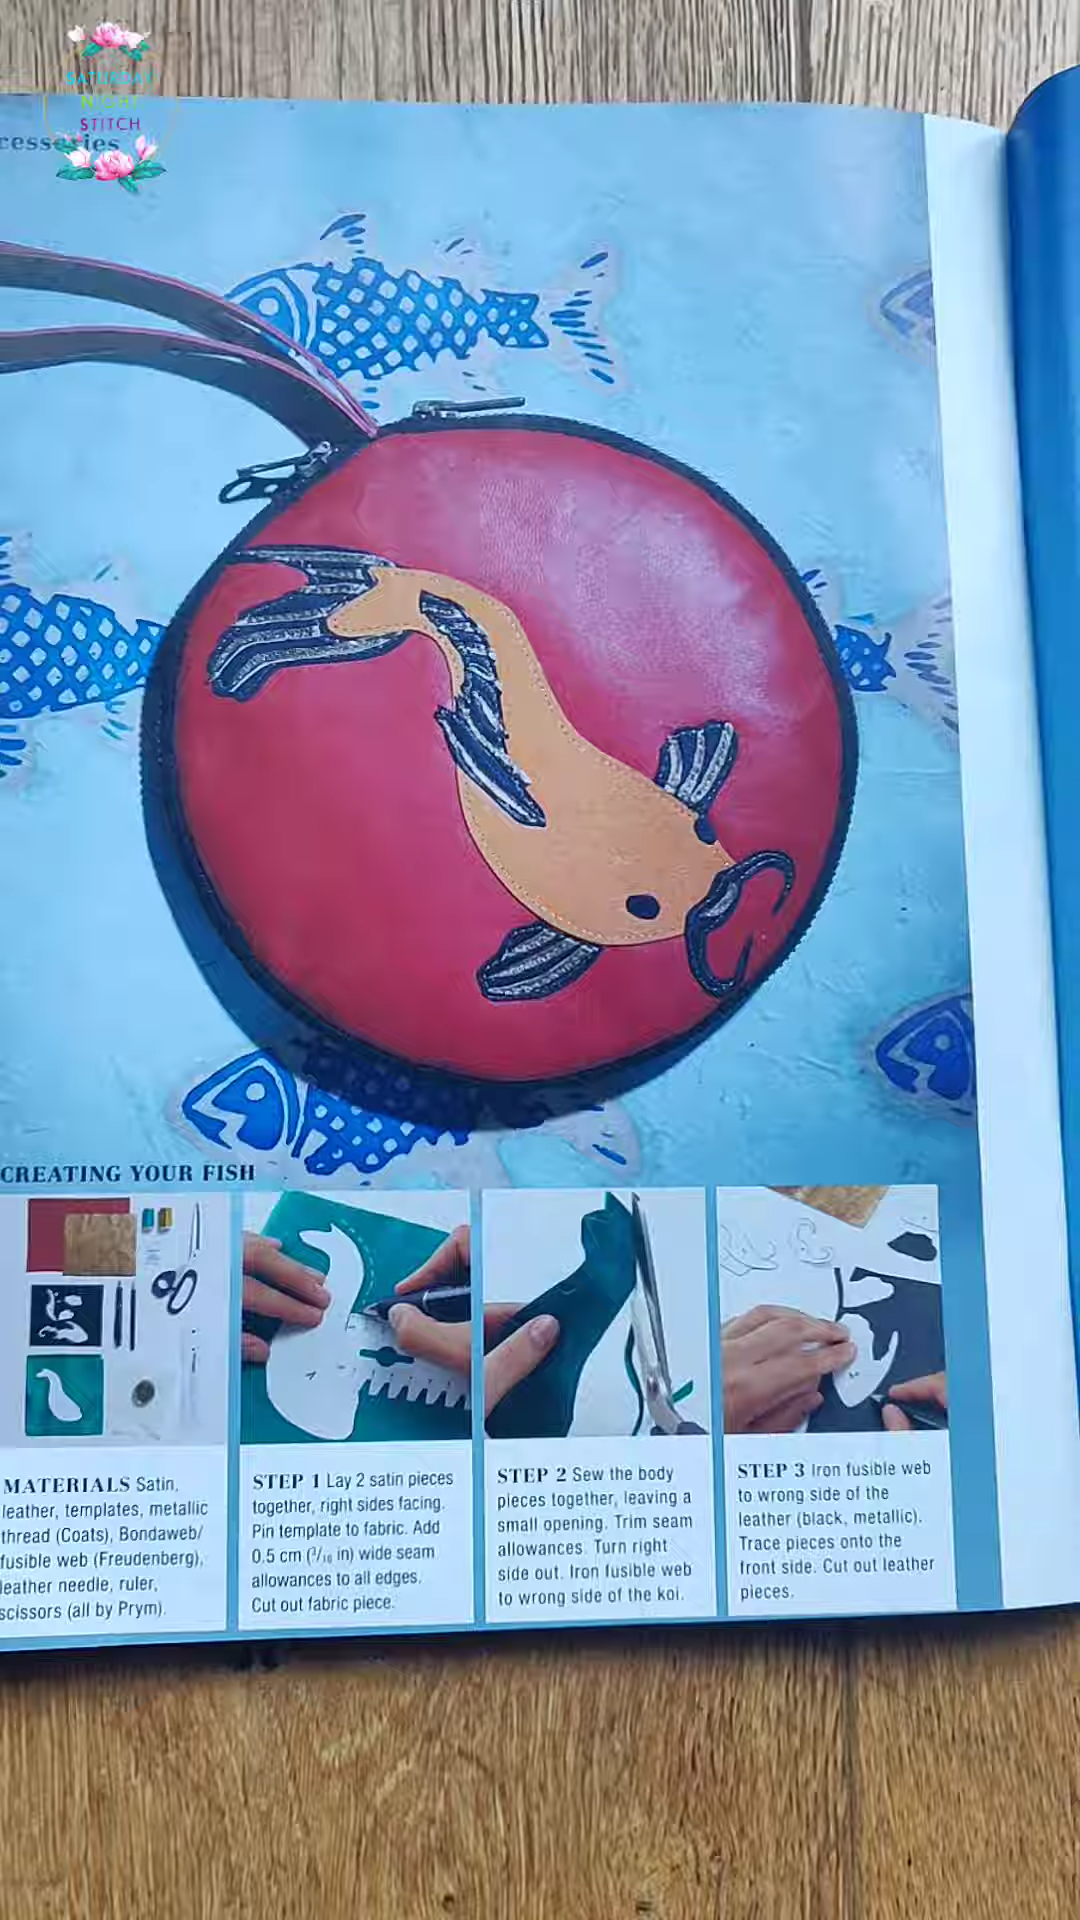 SATURDAY
NIGHT
STITCH
cessories
CREATING YOUR FISH
MATERIALS Satin,
leather, templates, metallic
thread (Coats), Bondaweb/
fusible web (Freudenberg),
leather needle, ruler,
scissors (all by Prym).
STEP 1 Lay 2 satin pieces
together, right sides facing.
Pin template to fabric. Add
0.5 cm (³/₁₆ in) wide seam
allowances to all edges.
Cut out fabric piece.
STEP 2 Sew the body
pieces together, leaving a
small opening. Trim seam
allowances. Turn right
side out. Iron fusible web
to wrong side of the koi.
STEP 3 Iron fusible web
to wrong side of the
leather (black, metallic).
Trace pieces onto the
front side. Cut out leather
pieces.